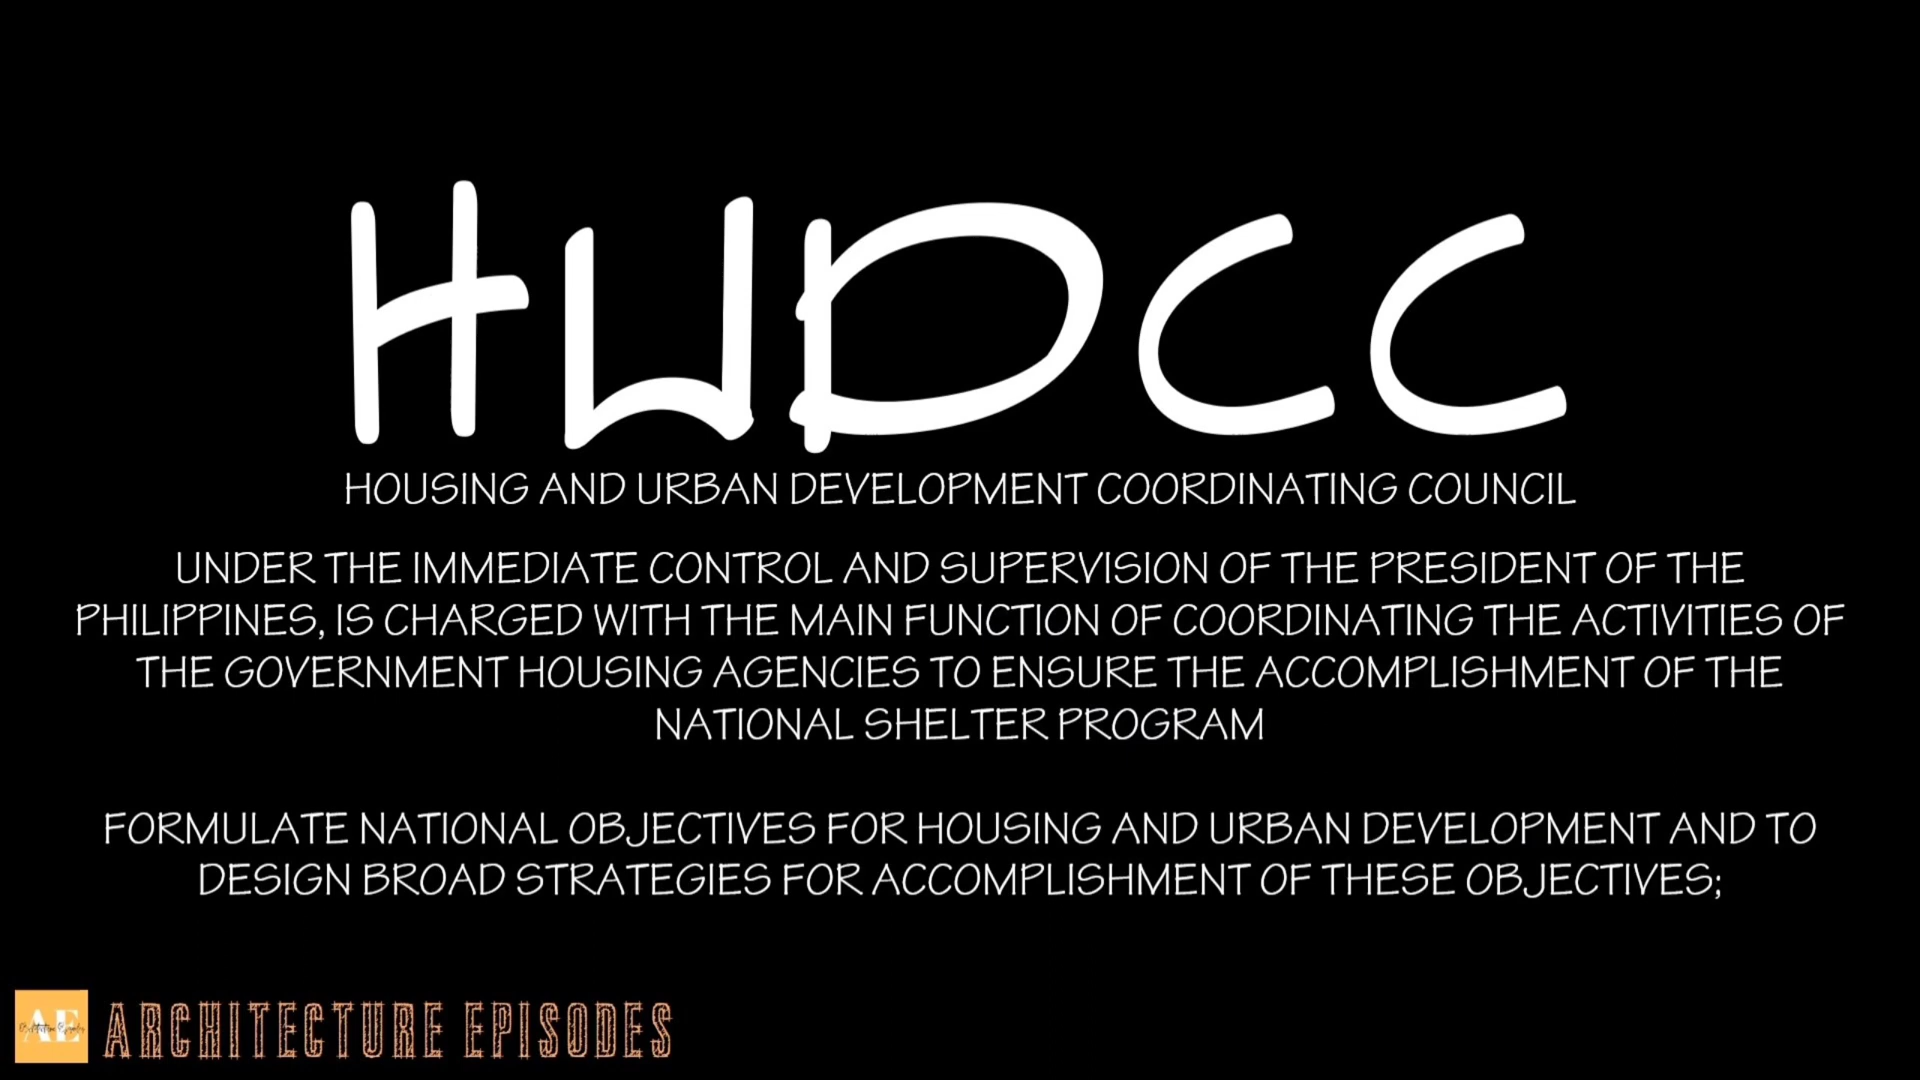 HUDCC
HOUSING AND URBAN DEVELOPMENT COORDINATING COUNCIL
UNDER THE IMMEDIATE CONTROL AND SUPERVISION OF THE PRESIDENT OF THE
PHILIPPINES, IS CHARGED WITH THE MAIN FUNCTION OF COORDINATING THE ACTIVITIES OF
THE GOVERNMENT HOUSING AGENCIES TO ENSURE THE ACCOMPLISHMENT OF THE
NATIONAL SHELTER PROGRAM
FORMULATE NATIONAL OBJECTIVES FOR HOUSING AND URBAN DEVELOPMENT AND TO
DESIGN BROAD STRATEGIES FOR ACCOMPLISHMENT OF THESE OBJECTIVES;
AE
ARCHITECTURE EPISODES